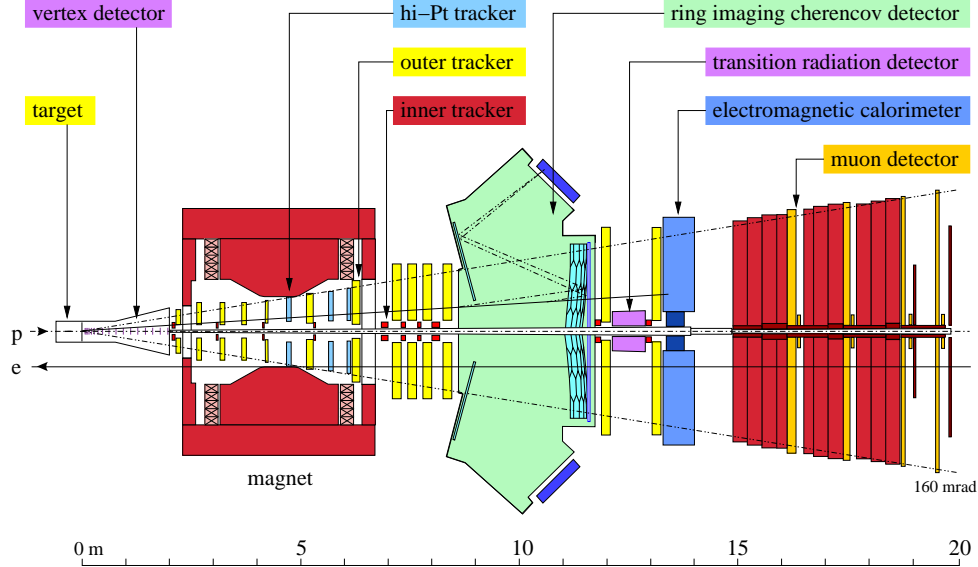 vertex detector
hi–Pt tracker
ring imaging cherencov detector
outer tracker
transition radiation detector
target
inner tracker
electromagnetic calorimeter
muon detector
p
e
magnet
160 mrad
0 m
5
10
15
20